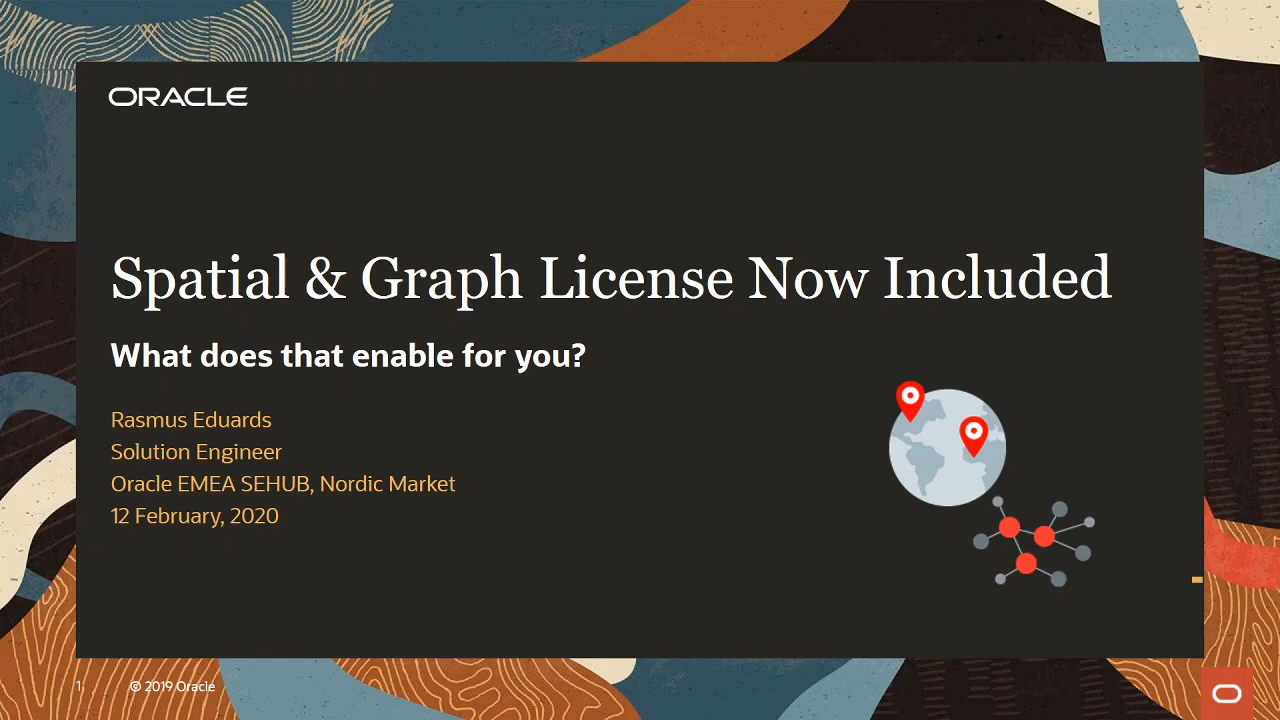 ORACLE
Spatial & Graph License Now Included
What does that enable for you?
Rasmus Eduards
Solution Engineer
Oracle EMEA SEHUB, Nordic Market
12 February, 2020
1 © 2019 Oracle